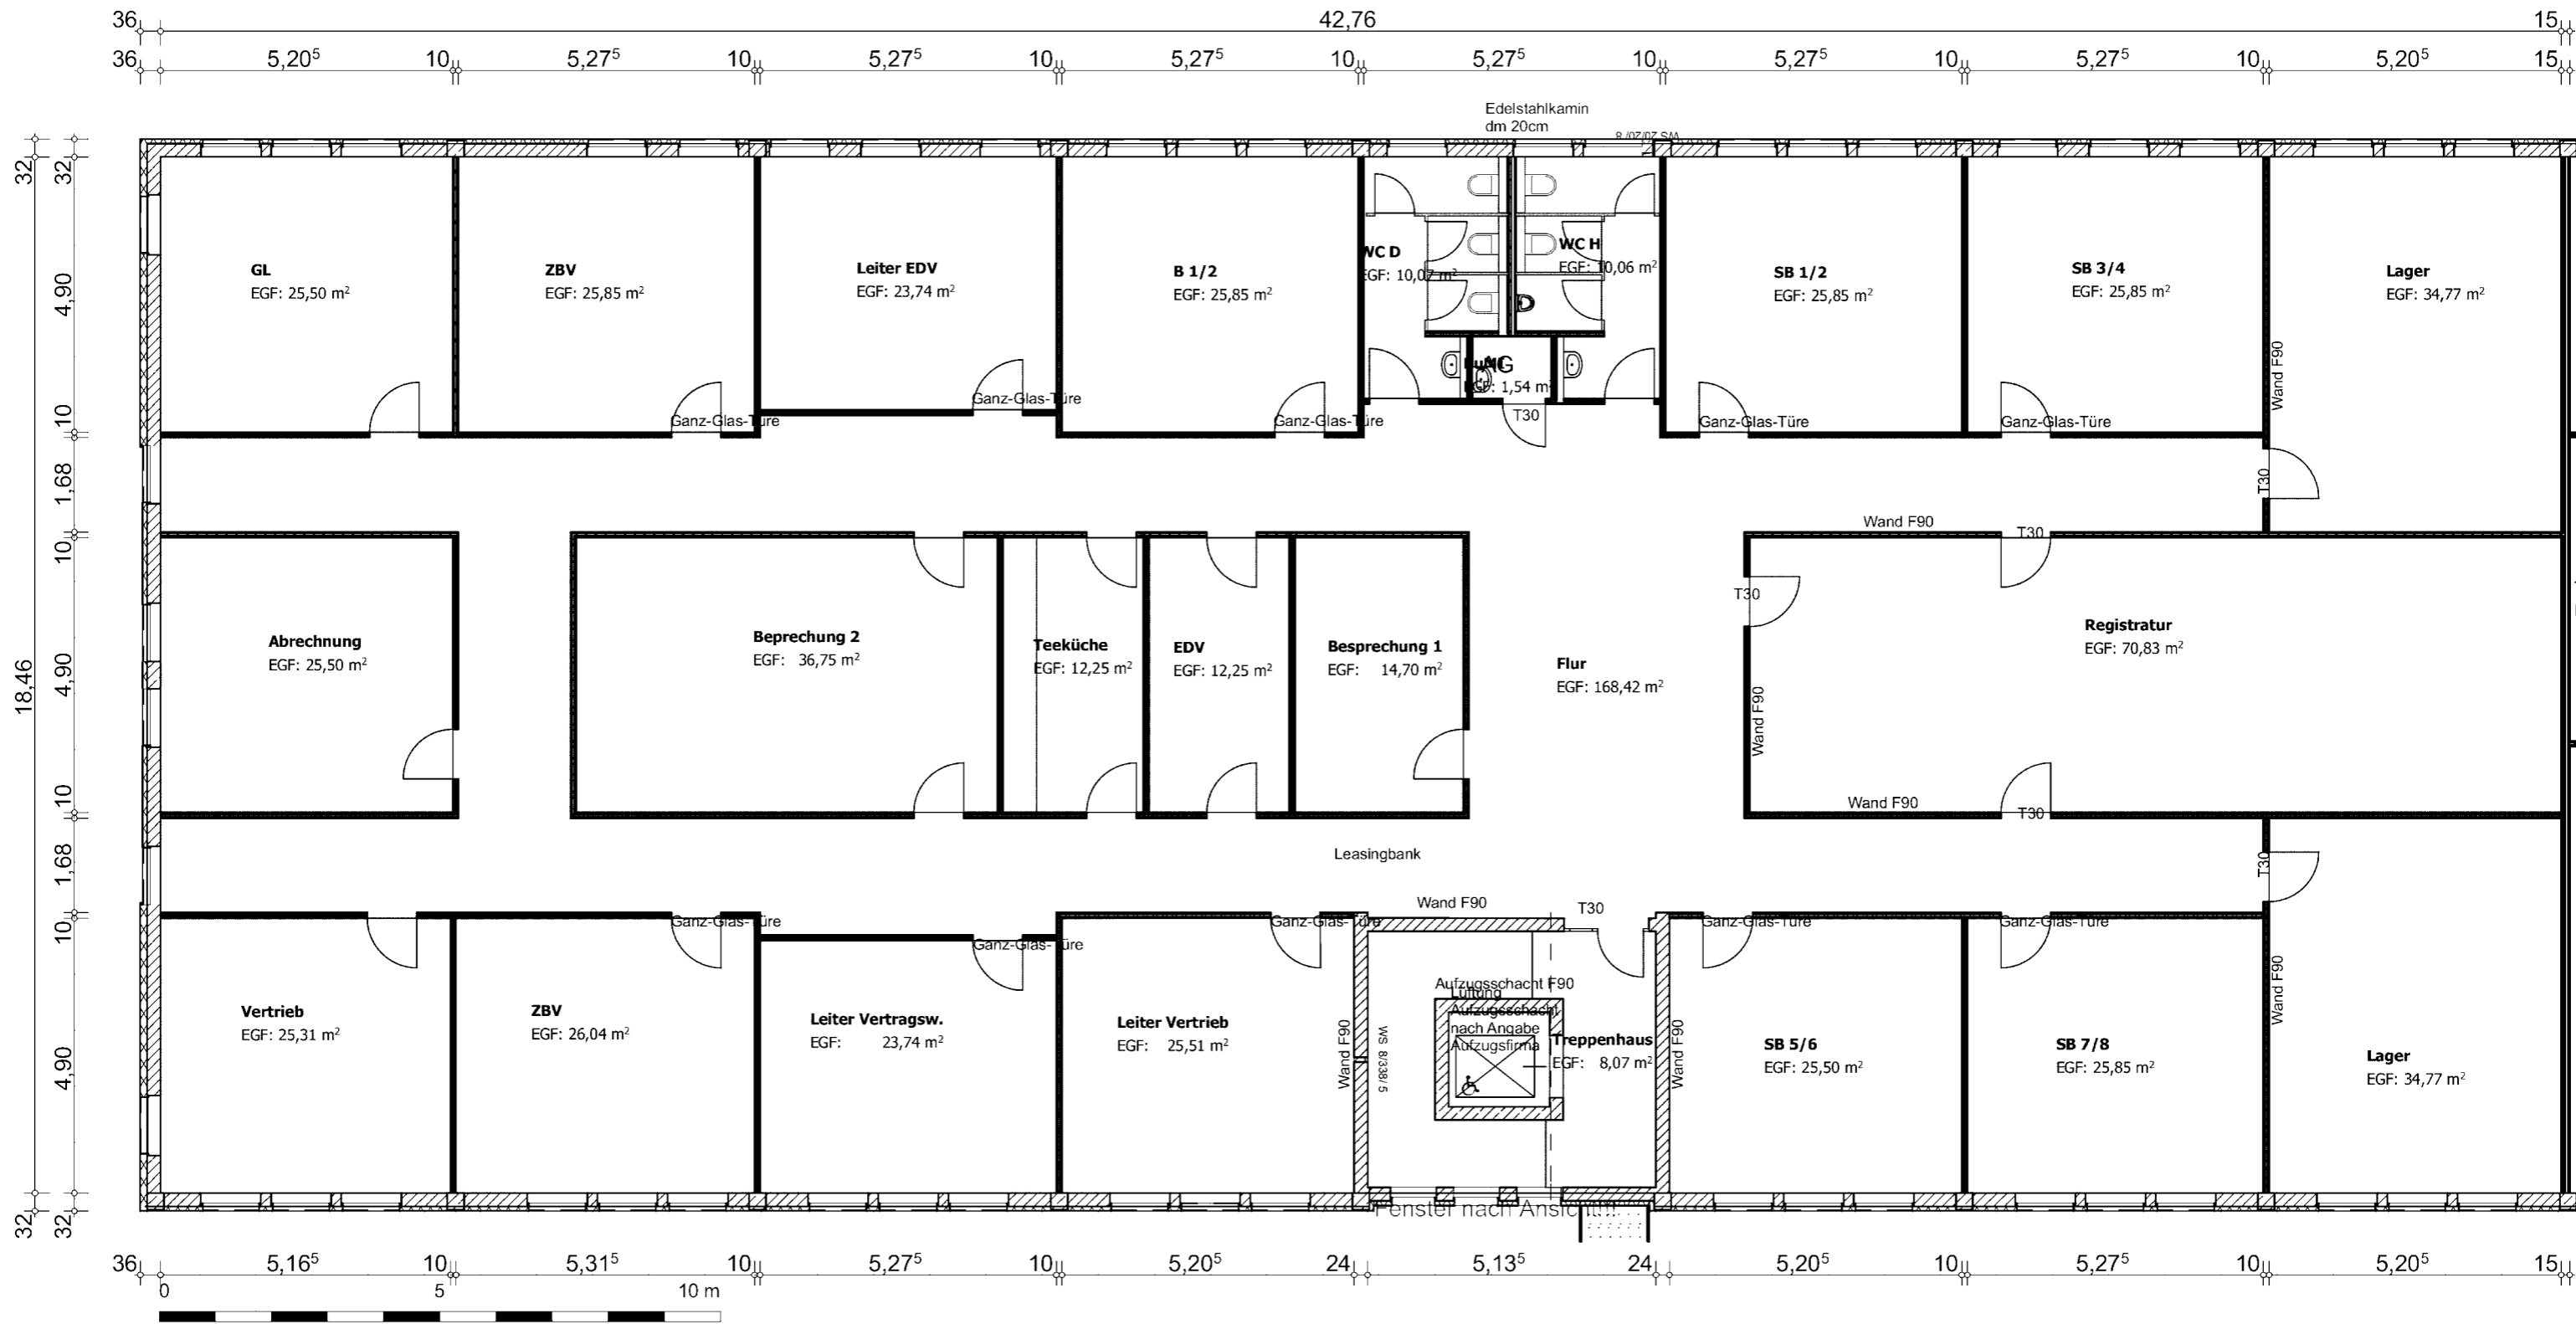 36 42,76 15
36 5,20⁵ 10 5,27⁵ 10 5,27⁵ 10 5,27⁵ 10 5,27⁵ 10 5,27⁵ 10 5,27⁵ 10 5,20⁵ 15
Edelstahlkamin
dm 20cm
WS 20/20/ 8
32 32
4,90
10
1,68
10
18,46
4,90
10
1,68
10
4,90
32 32
GL
EGF: 25,50 m²
ZBV
EGF: 25,85 m²
Leiter EDV
EGF: 23,74 m²
B 1/2
EGF: 25,85 m²
WC D
EGF: 10,07 m²
WC H
EGF: 10,06 m²
SB 1/2
EGF: 25,85 m²
SB 3/4
EGF: 25,85 m²
Lager
EGF: 34,77 m²
Wand F90
AG
EGF: 1,54 m²
T30
Ganz-Glas-Türe
Ganz-Glas-Türe
Ganz-Glas-Türe
Ganz-Glas-Türe
Ganz-Glas-Türe
T30
Wand F90
T30
T30
Abrechnung
EGF: 25,50 m²
Beprechung 2
EGF: 36,75 m²
Teeküche
EGF: 12,25 m²
EDV
EGF: 12,25 m²
Besprechung 1
EGF: 14,70 m²
Flur
EGF: 168,42 m²
Registratur
EGF: 70,83 m²
Wand F90
Wand F90
T30
Leasingbank
T30
Wand F90
T30
Ganz-Glas-Türe
Ganz-Glas-Türe
Ganz-Glas-Türe
Ganz-Glas-Türe
Ganz-Glas-Türe
Vertrieb
EGF: 25,31 m²
ZBV
EGF: 26,04 m²
Leiter Vertragsw.
EGF: 23,74 m²
Leiter Vertrieb
EGF: 25,51 m²
Wand F90
WS 8/338/ 5
Aufzugsschacht F90
Lüftung
Aufzugsschacht
nach Angabe
Aufzugsfirma
Treppenhaus
EGF: 8,07 m²
Wand F90
SB 5/6
EGF: 25,50 m²
SB 7/8
EGF: 25,85 m²
Wand F90
Lager
EGF: 34,77 m²
Fenster nach Ansicht
36 5,16⁵ 10 5,31⁵ 10 5,27⁵ 10 5,20⁵ 24 5,13⁵ 24 5,20⁵ 10 5,27⁵ 10 5,20⁵ 15
0 5 10 m